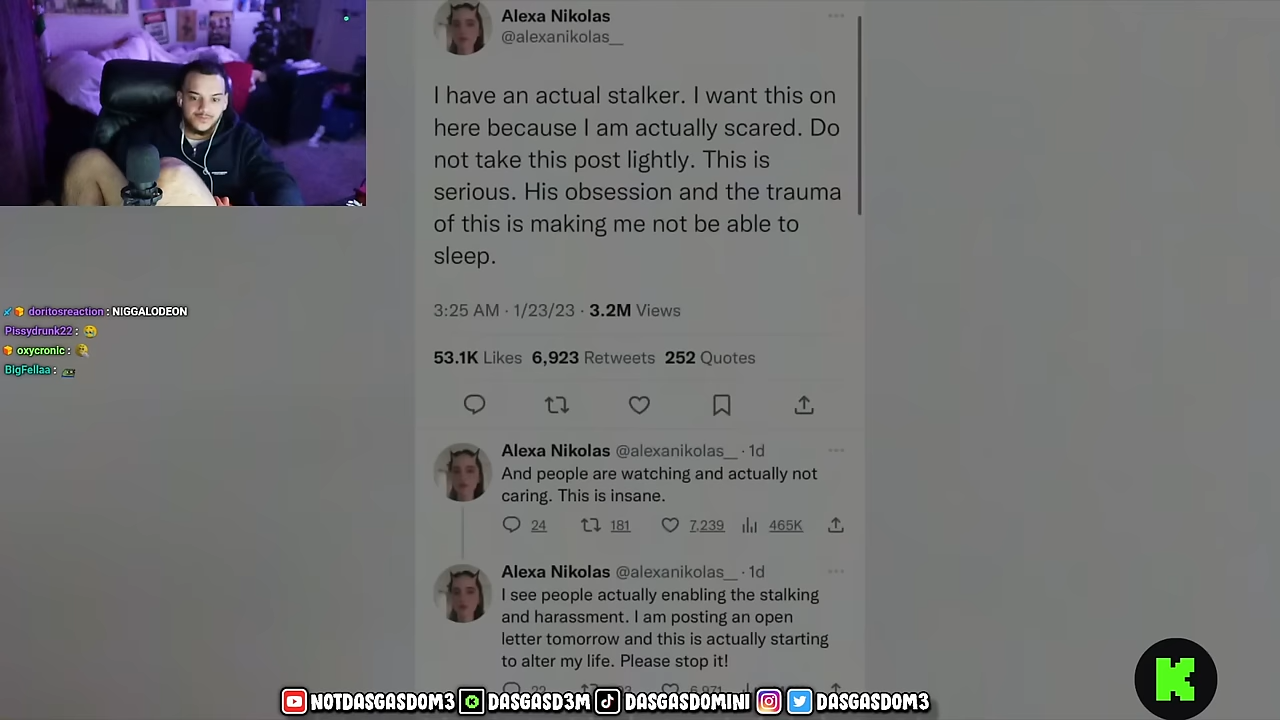 Alexa Nikolas
@alexanikolas__
I have an actual stalker. I want this on
here because I am actually scared. Do
not take this post lightly. This is
serious. His obsession and the trauma
of this is making me not be able to
sleep.
3:25 AM · 1/23/23 · 3.2M Views
53.1K Likes 6,923 Retweets 252 Quotes
Alexa Nikolas @alexanikolas__ · 1d
And people are watching and actually not
caring. This is insane.
24 181 7,239 465K
Alexa Nikolas @alexanikolas__ · 1d
I see people actually enabling the stalking
and harassment. I am posting an open
letter tomorrow and this is actually starting
to alter my life. Please stop it!
doritosreaction : NIGGALODEON
Pissydrunk22 :
oxycronic :
BigFellaa :
K
NOTDASGASDOM3 K DASGASD3M DASGASDOMINI DASGASDOM3